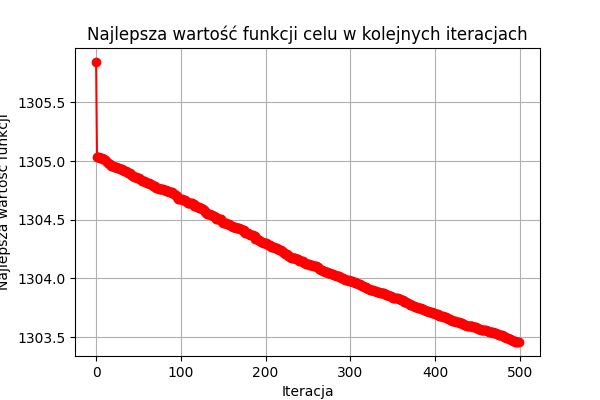 Najlepsza wartość funkcji celu w kolejnych iteracjach
Najlepsza wartość funkcji
1305.5
1305.0
1304.5
1304.0
1303.5
0 100 200 300 400 500
Iteracja